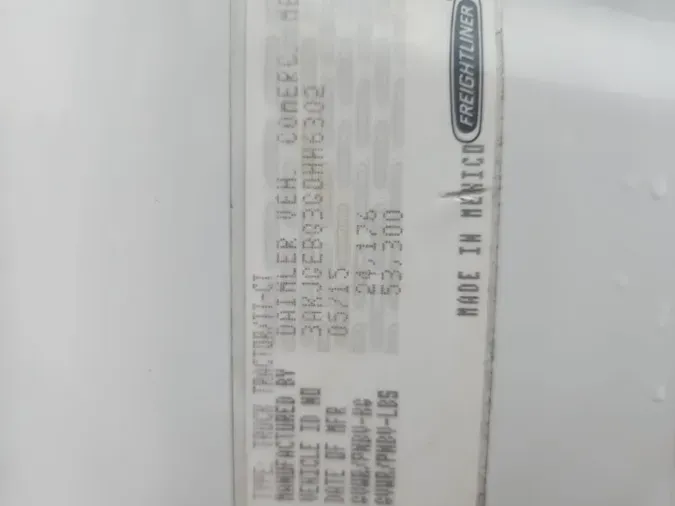 TYPE: TRUCK TRACTOR/TT-CT
MANUFACTURED BY DAIMLER VEH. COMERC. ME
VEHICLE ID NO 3AKJGEBG3GDHH6302
DATE OF MFR 05/15
GVWR/PNBV-KG 24,176
GVWR/PNBV-LBS 53,300
MADE IN MEXICO FREIGHTLINER